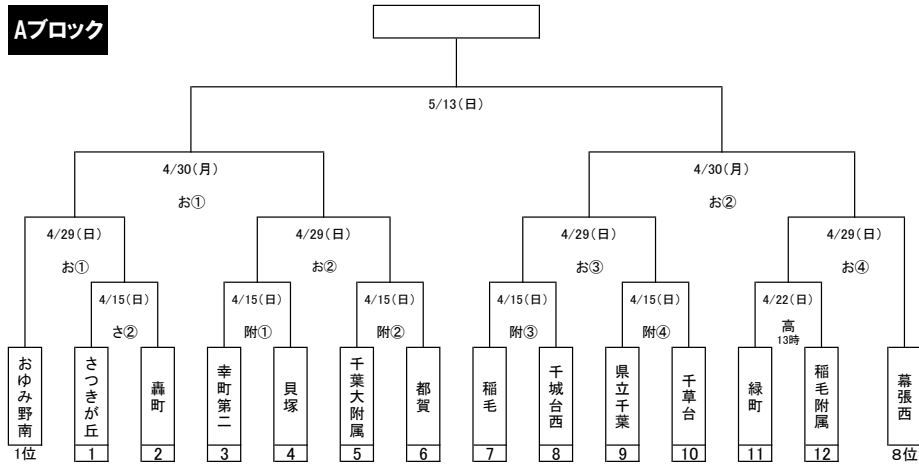 Aブロック
5/13(日)
4/30(月)
4/30(月)
お①
お②
4/29(日)
4/29(日)
4/29(日)
4/29(日)
お①
お②
お③
お④
4/15(日)
4/15(日)
4/15(日)
4/15(日)
4/15(日)
4/22(日)
さ②
附①
附②
附③
附④
高
13時
おゆみ野南
さつきが丘
轟町
幸町第二
貝塚
千葉大附属
都賀
稲毛
千城台西
県立千葉
千草台
緑町
稲毛附属
幕張西
1位
1
2
3
4
5
6
7
8
9
10
11
12
8位